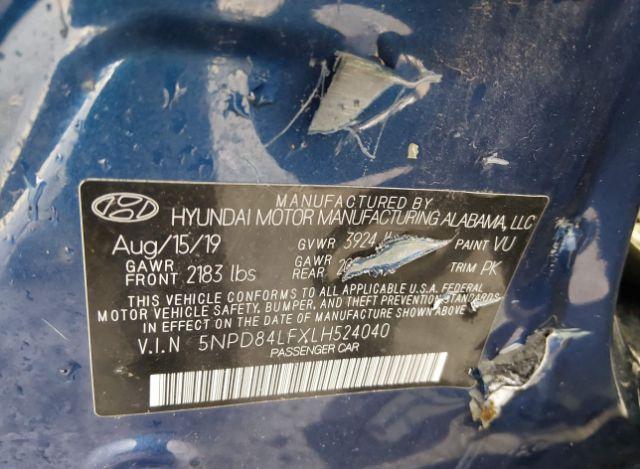 MANUFACTURED BY
HYUNDAI MOTOR MANUFACTURING ALABAMA, LLC
Aug/15/19 GVWR 3924 PAINT VU
GAWR FRONT 2183 lbs GAWR REAR TRIM PK
THIS VEHICLE CONFORMS TO ALL APPLICABLE U.S.A. FEDERAL
MOTOR VEHICLE SAFETY, BUMPER, AND THEFT PREVENTION STANDARDS
IN EFFECT ON THE DATE OF MANUFACTURE SHOWN ABOVE
V.I.N 5NPD84LFXLH524040
PASSENGER CAR